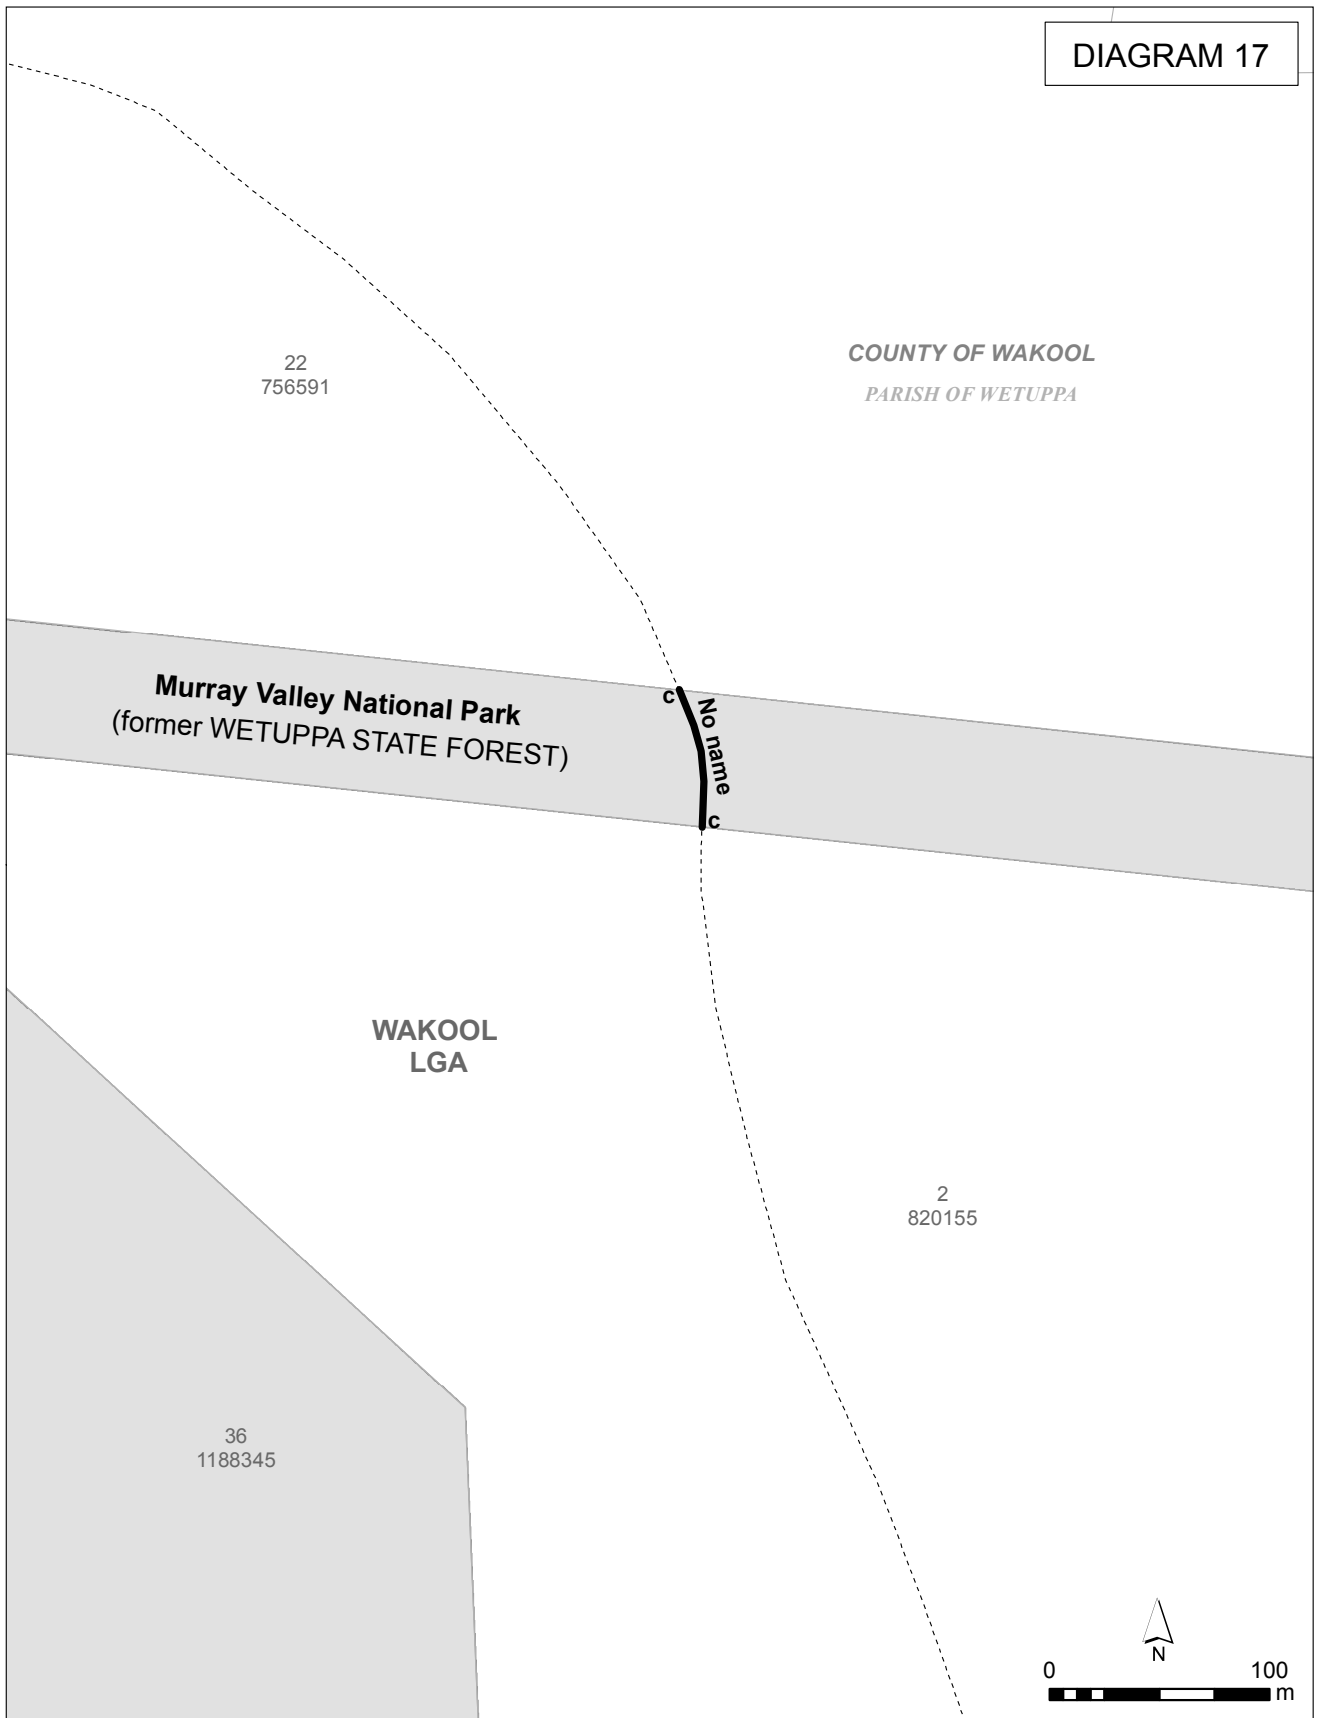 DIAGRAM 17
22
756591
COUNTY OF WAKOOL
PARISH OF WETUPPA
Murray Valley National Park
(former WETUPPA STATE FOREST)
c
No name
c
WAKOOL
LGA
2
820155
36
1188345
N
0 100
m